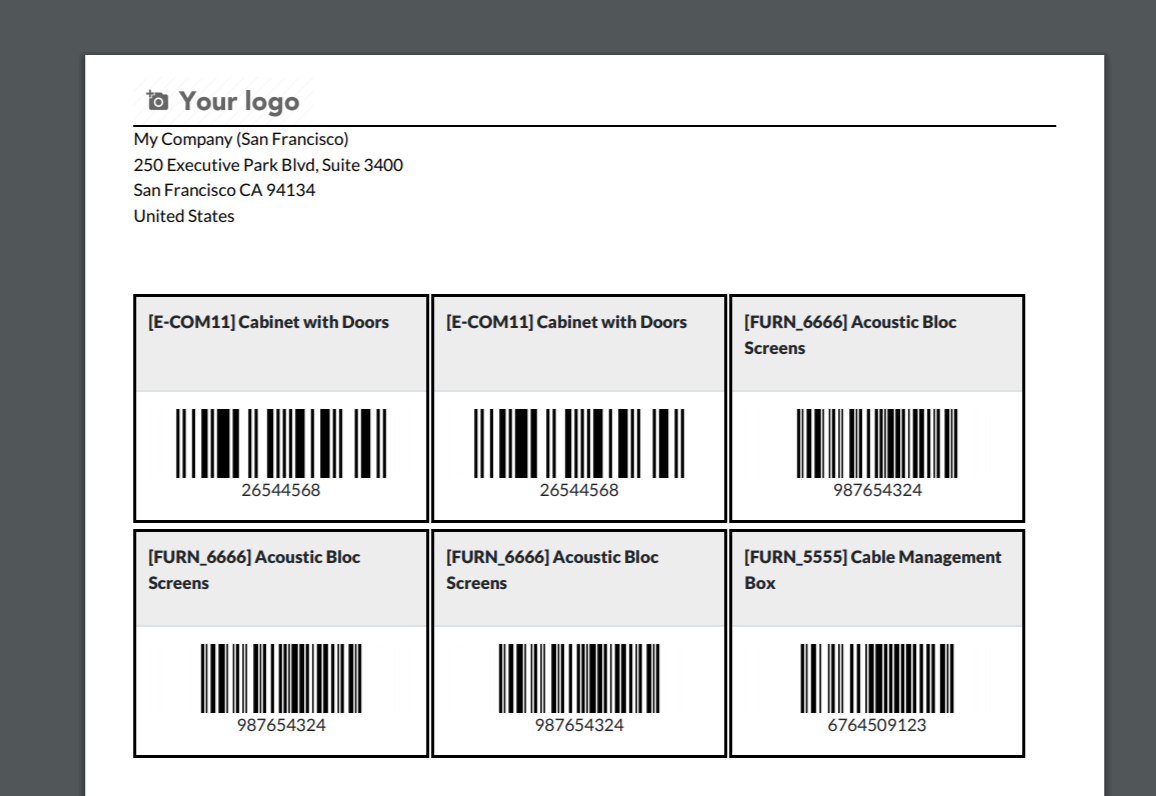 Your logo
My Company (San Francisco)
250 Executive Park Blvd, Suite 3400
San Francisco CA 94134
United States
[E-COM11] Cabinet with Doors
26544568
[E-COM11] Cabinet with Doors
26544568
[FURN_6666] Acoustic Bloc
Screens
987654324
[FURN_6666] Acoustic Bloc
Screens
987654324
[FURN_6666] Acoustic Bloc
Screens
987654324
[FURN_5555] Cable Management
Box
6764509123